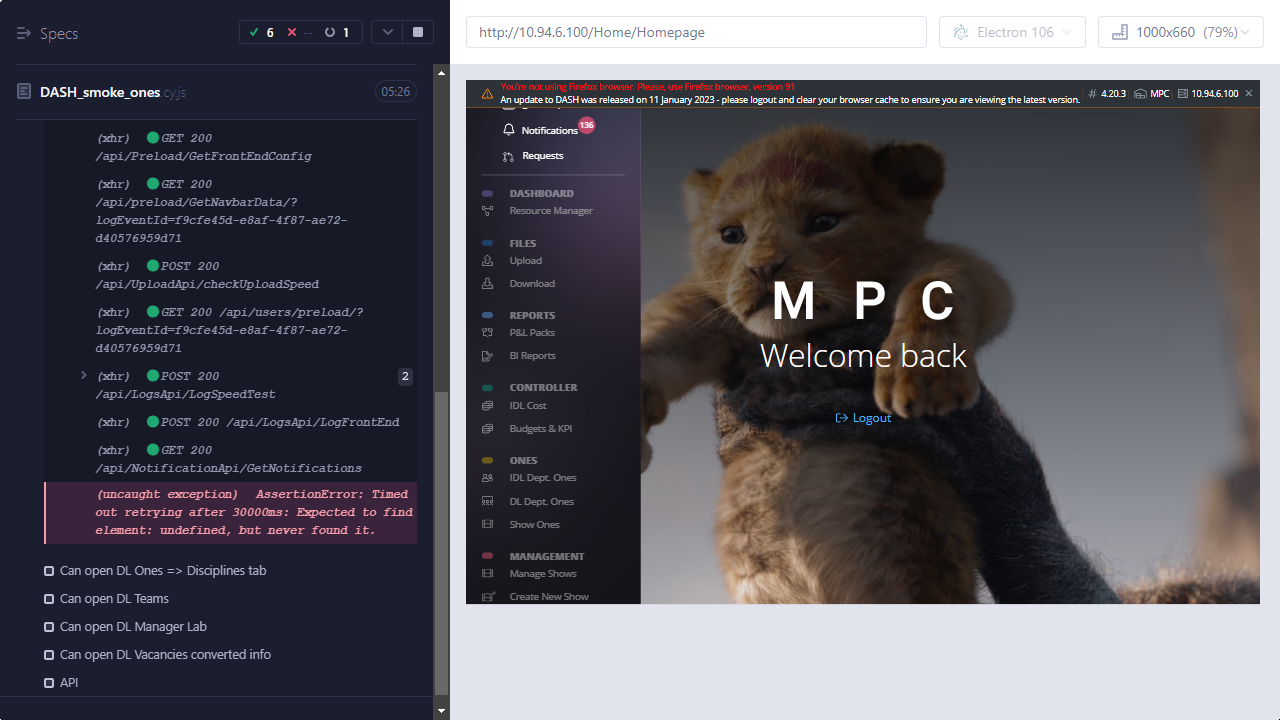 Specs
6
--
1
DASH_smoke_ones.cy.js
05:26
(xhr) GET 200
/api/Preload/GetFrontEndConfig
(xhr) GET 200
/api/preload/GetNavbarData/?
logEventId=f9cfe45d-e8af-4f87-ae72-
d40576959d71
(xhr) POST 200
/api/UploadApi/checkUploadSpeed
(xhr) GET 200 /api/users/preload/?
logEventId=f9cfe45d-e8af-4f87-ae72-
d40576959d71
(xhr) POST 200
2
/api/LogsApi/LogSpeedTest
(xhr) POST 200 /api/LogsApi/LogFrontEnd
(xhr) GET 200
/api/NotificationApi/GetNotifications
(uncaught exception) AssertionError: Timed
out retrying after 30000ms: Expected to find
element: undefined, but never found it.
Can open DL Ones => Disciplines tab
Can open DL Teams
Can open DL Manager Lab
Can open DL Vacancies converted info
API
http://10.94.6.100/Home/Homepage
Electron 106
1000x660 (79%)
You're not using Firefox browser. Please, use Firefox browser, version 91
An update to DASH was released on 11 January 2023 - please logout and clear your browser cache to ensure you are viewing the latest version.
4.20.3
MPC
10.94.6.100
Notifications
136
Requests
DASHBOARD
Resource Manager
FILES
Upload
Download
REPORTS
P&L Packs
BI Reports
CONTROLLER
IDL Cost
Budgets & KPI
ONES
IDL Dept. Ones
DL Dept. Ones
Show Ones
MANAGEMENT
Manage Shows
Create New Show
M P C
Welcome back
Logout